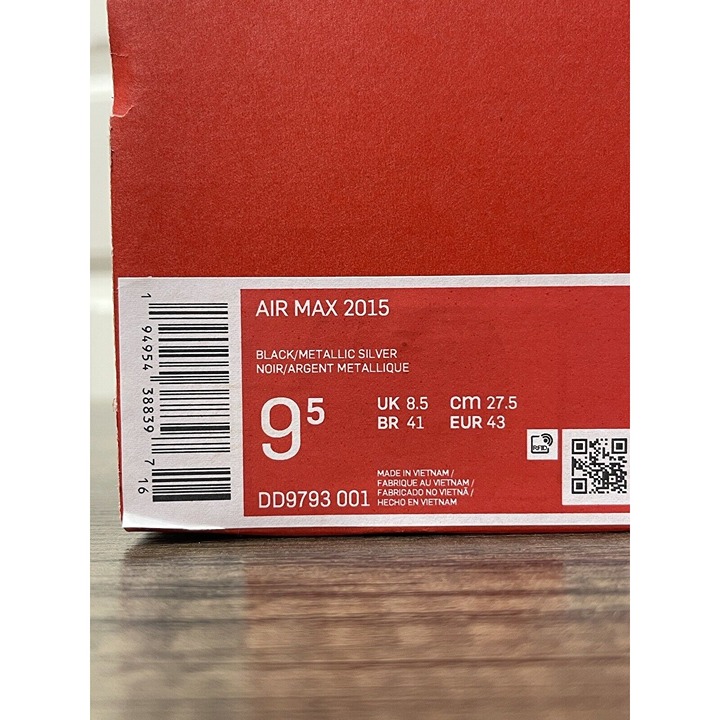 AIR MAX 2015
BLACK/METALLIC SILVER
NOIR/ARGENT METALLIQUE
9⁵
UK 8.5 cm 27.5
BR 41 EUR 43
RFID
DD9793 001
MADE IN VIETNAM /
FABRIQUE AU VIETNAM /
FABRICADO NO VIETNÃ /
HECHO EN VIETNAM
1 94954 38839 716